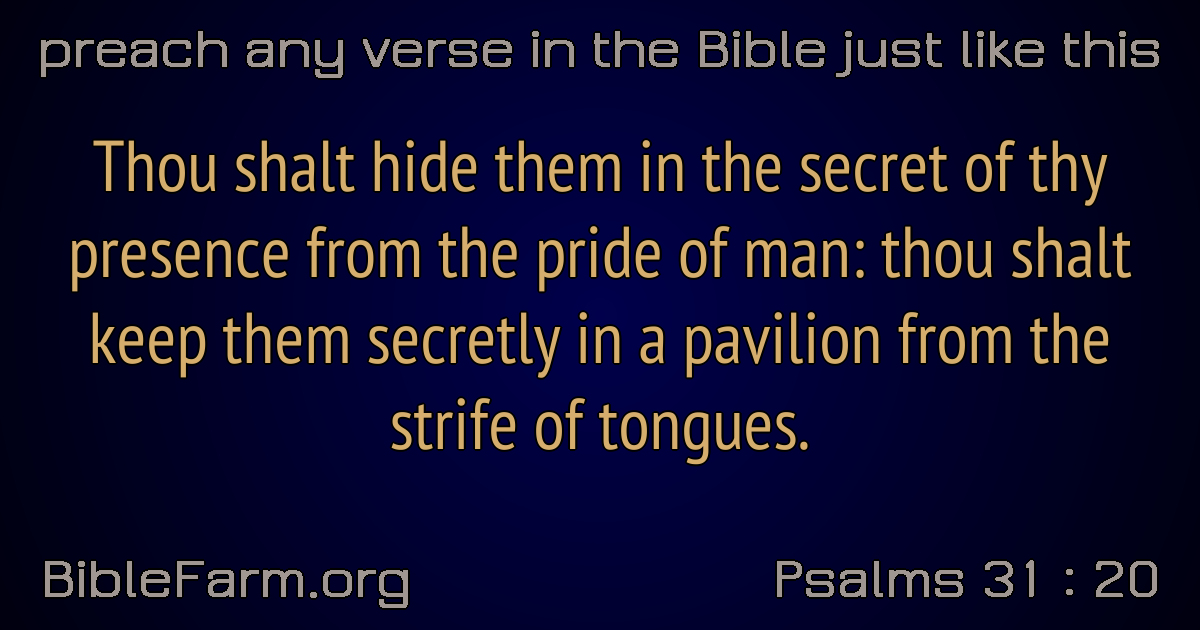 preach any verse in the Bible just like this
Thou shalt hide them in the secret of thy
presence from the pride of man: thou shalt
keep them secretly in a pavilion from the
strife of tongues.
BibleFarm.org
Psalms 31 : 20